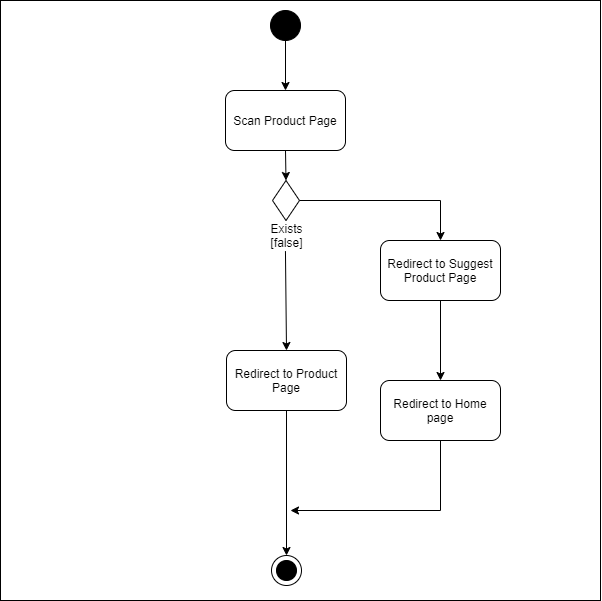 Scan Product Page
Exists
[false]
Redirect to Suggest
Product Page
Redirect to Product
Page
Redirect to Home
page